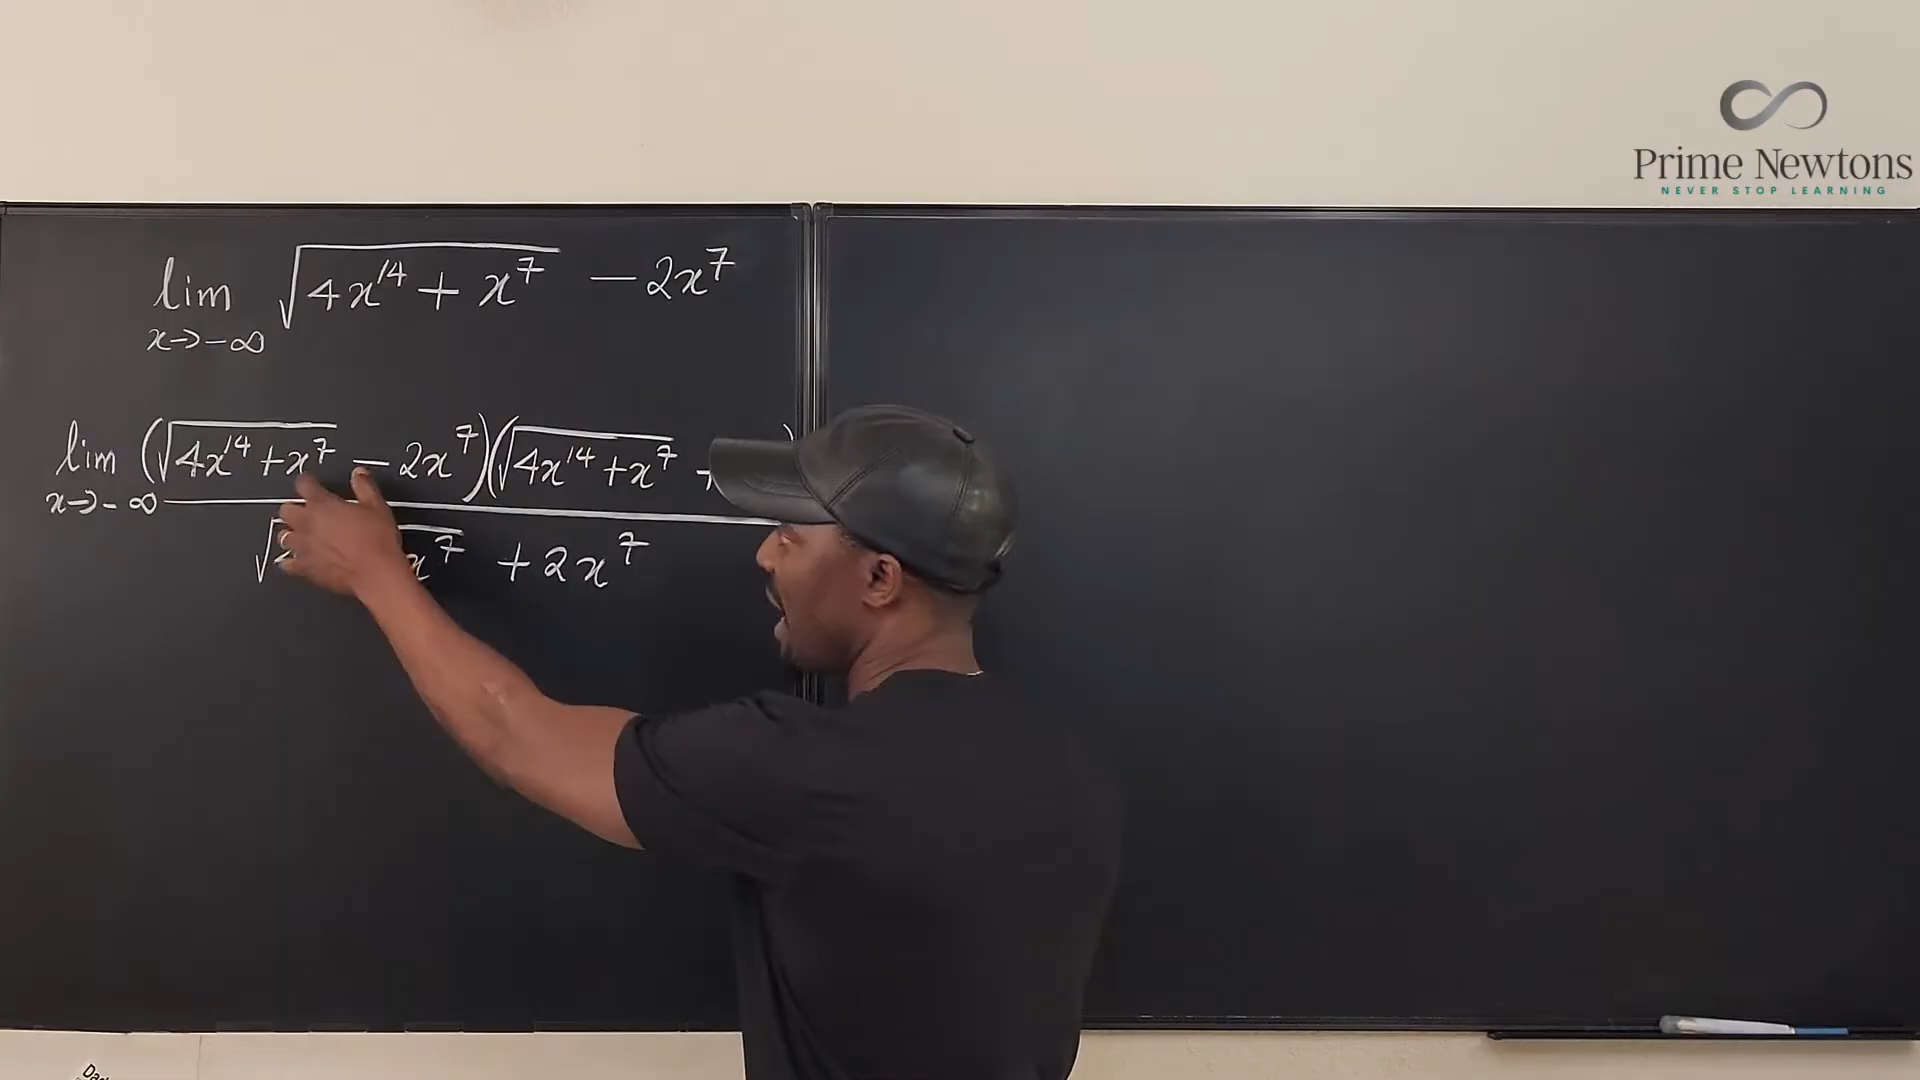 Prime Newtons
NEVER STOP LEARNING
lim √(4x¹⁴ + x⁷) − 2x⁷
x→−∞
lim (√(4x¹⁴ + x⁷) − 2x⁷)(√(4x¹⁴ + x⁷) +
x→−∞
x⁷ + 2x⁷